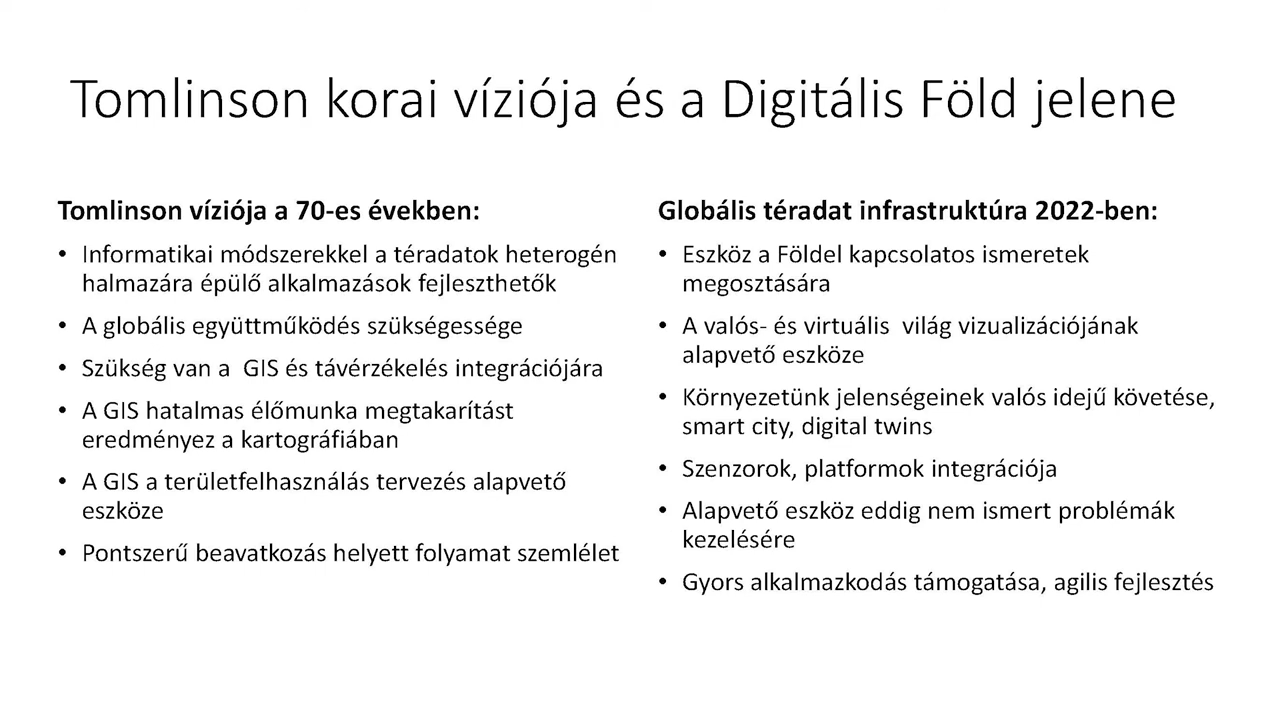 Tomlinson korai víziója és a Digitális Föld jelene
Tomlinson víziója a 70-es években:
• Informatikai módszerekkel a téradatok heterogén
halmazára épülő alkalmazások fejleszthetők
• A globális együttműködés szükségessége
• Szükség van a  GIS és távérzékelés integrációjára
• A GIS hatalmas élőmunka megtakarítást
eredményez a kartográfiában
• A GIS a területfelhasználás tervezés alapvető
eszköze
• Pontszerű beavatkozás helyett folyamat szemlélet
Globális téradat infrastruktúra 2022-ben:
• Eszköz a Földel kapcsolatos ismeretek
megosztására
• A valós- és virtuális  világ vizualizációjának
alapvető eszköze
• Környezetünk jelenségeinek valós idejű követése,
smart city, digital twins
• Szenzorok, platformok integrációja
• Alapvető eszköz eddig nem ismert problémák
kezelésére
• Gyors alkalmazkodás támogatása, agilis fejlesztés